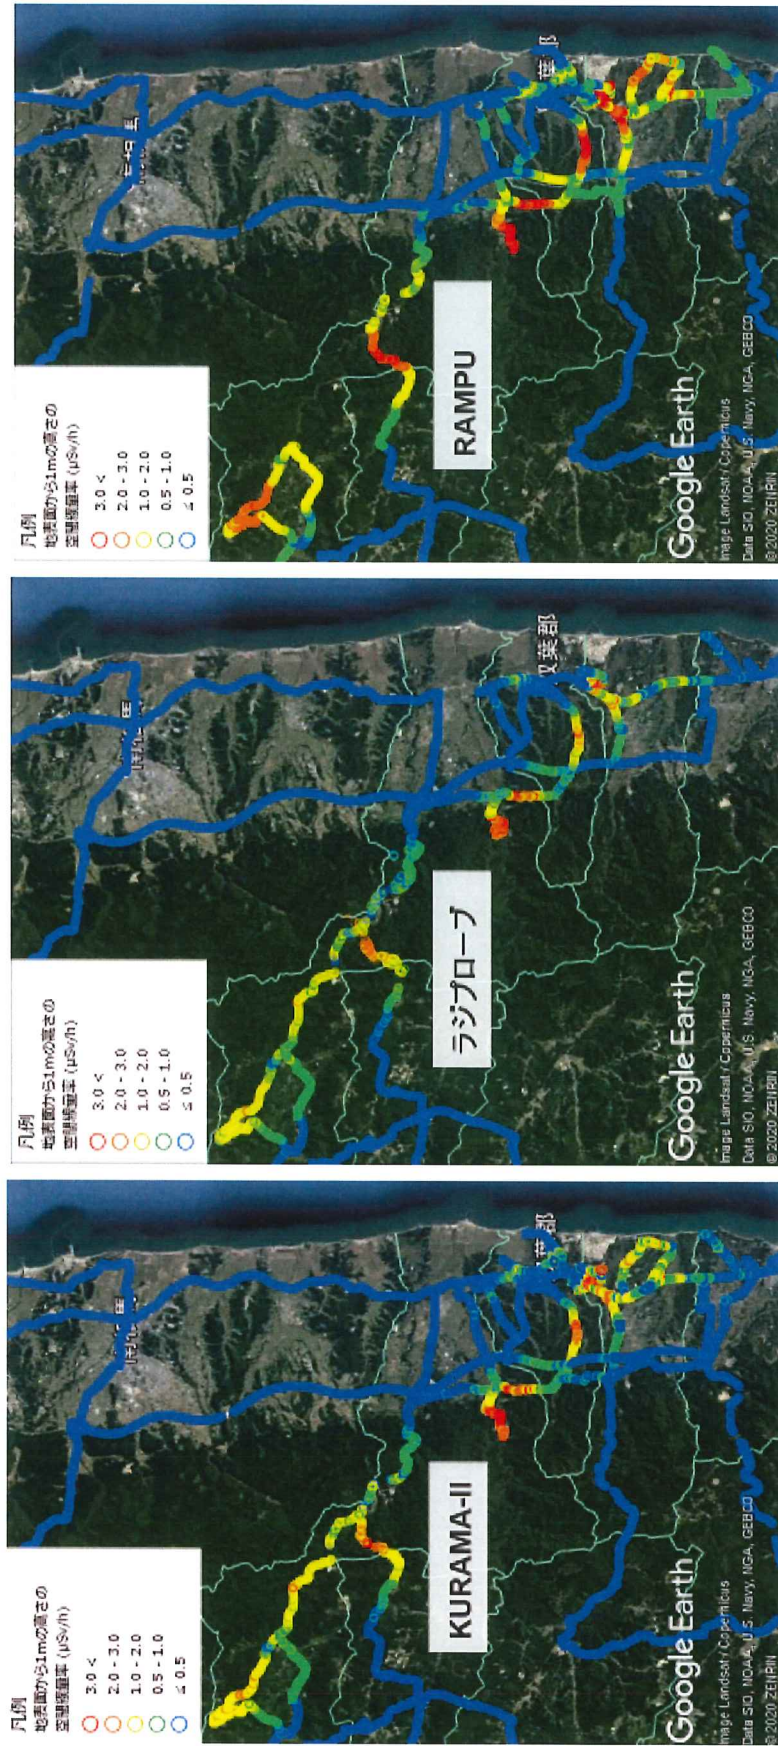 凡例
地表面から1mの高さの
空間線量率 (μSv/h)
3.0 <
2.0 - 3.0
1.0 - 2.0
0.5 - 1.0
≤ 0.5
KURAMA-II
葉郡
Google Earth
Image Landsat / Copernicus
Data SIO, NOAA, U.S. Navy, NGA, GEBCO
© 2020 ZENRIN
凡例
地表面から1mの高さの
空間線量率 (μSv/h)
3.0 <
2.0 - 3.0
1.0 - 2.0
0.5 - 1.0
≤ 0.5
ラジプローブ
双葉郡
Google Earth
Image Landsat / Copernicus
Data SIO, NOAA, U.S. Navy, NGA, GEBCO
© 2020 ZENRIN
凡例
地表面から1mの高さの
空間線量率 (μSv/h)
3.0 <
2.0 - 3.0
1.0 - 2.0
0.5 - 1.0
≤ 0.5
RAMPU
葉郡
Google Earth
Image Landsat / Copernicus
Data SIO, NOAA, U.S. Navy, NGA, GEBCO
© 2020 ZENRIN